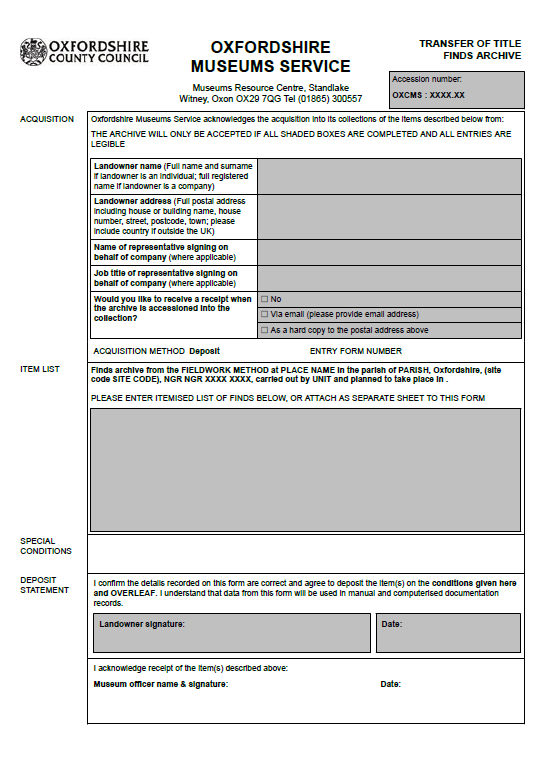 OXFORDSHIRE
COUNTY COUNCIL
OXFORDSHIRE
MUSEUMS SERVICE
Museums Resource Centre, Standlake
Witney, Oxon OX29 7QG Tel (01865) 300557
TRANSFER OF TITLE
FINDS ARCHIVE
Accession number:
OXCMS : XXXX.XX
ACQUISITION
Oxfordshire Museums Service acknowledges the acquisition into its collections of the items described below from:
THE ARCHIVE WILL ONLY BE ACCEPTED IF ALL SHADED BOXES ARE COMPLETED AND ALL ENTRIES ARE
LEGIBLE
Landowner name (Full name and surname
if landowner is an individual; full registered
name if landowner is a company)
Landowner address (Full postal address
including house or building name, house
number, street, postcode, town; please
include country if outside the UK)
Name of representative signing on
behalf of company (where applicable)
Job title of representative signing on
behalf of company (where applicable)
Would you like to receive a receipt when
the archive is accessioned into the
collection?
☐ No
☐ Via email (please provide email address)
☐ As a hard copy to the postal address above
ACQUISITION METHOD Deposit ENTRY FORM NUMBER
ITEM LIST
Finds archive from the FIELDWORK METHOD at PLACE NAME in the parish of PARISH, Oxfordshire, (site
code SITE CODE), NGR NGR XXXX XXXX, carried out by UNIT and planned to take place in .
PLEASE ENTER ITEMISED LIST OF FINDS BELOW, OR ATTACH AS SEPARATE SHEET TO THIS FORM
SPECIAL
CONDITIONS
DEPOSIT
STATEMENT
I confirm the details recorded on this form are correct and agree to deposit the item(s) on the conditions given here
and OVERLEAF. I understand that data from this form will be used in manual and computerised documentation
records.
Landowner signature:
Date:
I acknowledge receipt of the item(s) described above:
Museum officer name & signature: Date: